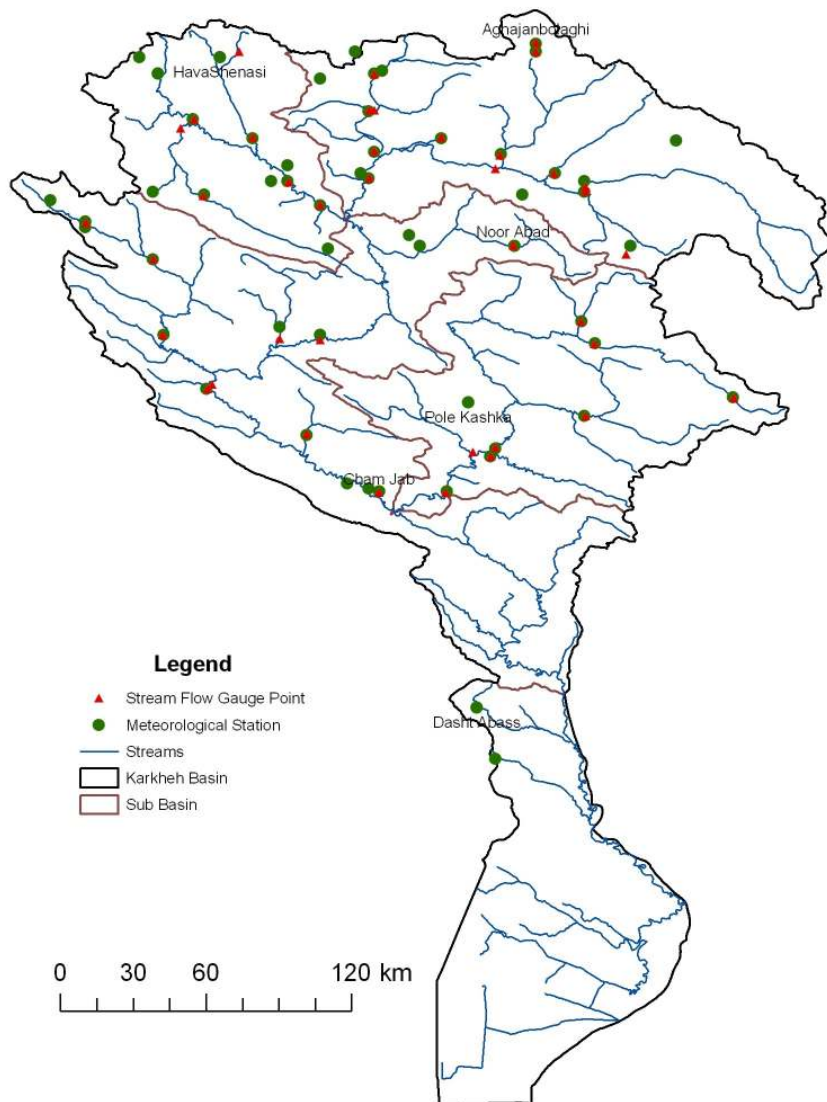 Aghajanbolaghi
HavaShenasi
Noor Abad
Pole Kashka
Cham Jab
Legend
Stream Flow Gauge Point
Meteorological Station
Streams
Karkheh Basin
Sub Basin
Dasht Abass
0 30 60 120 km